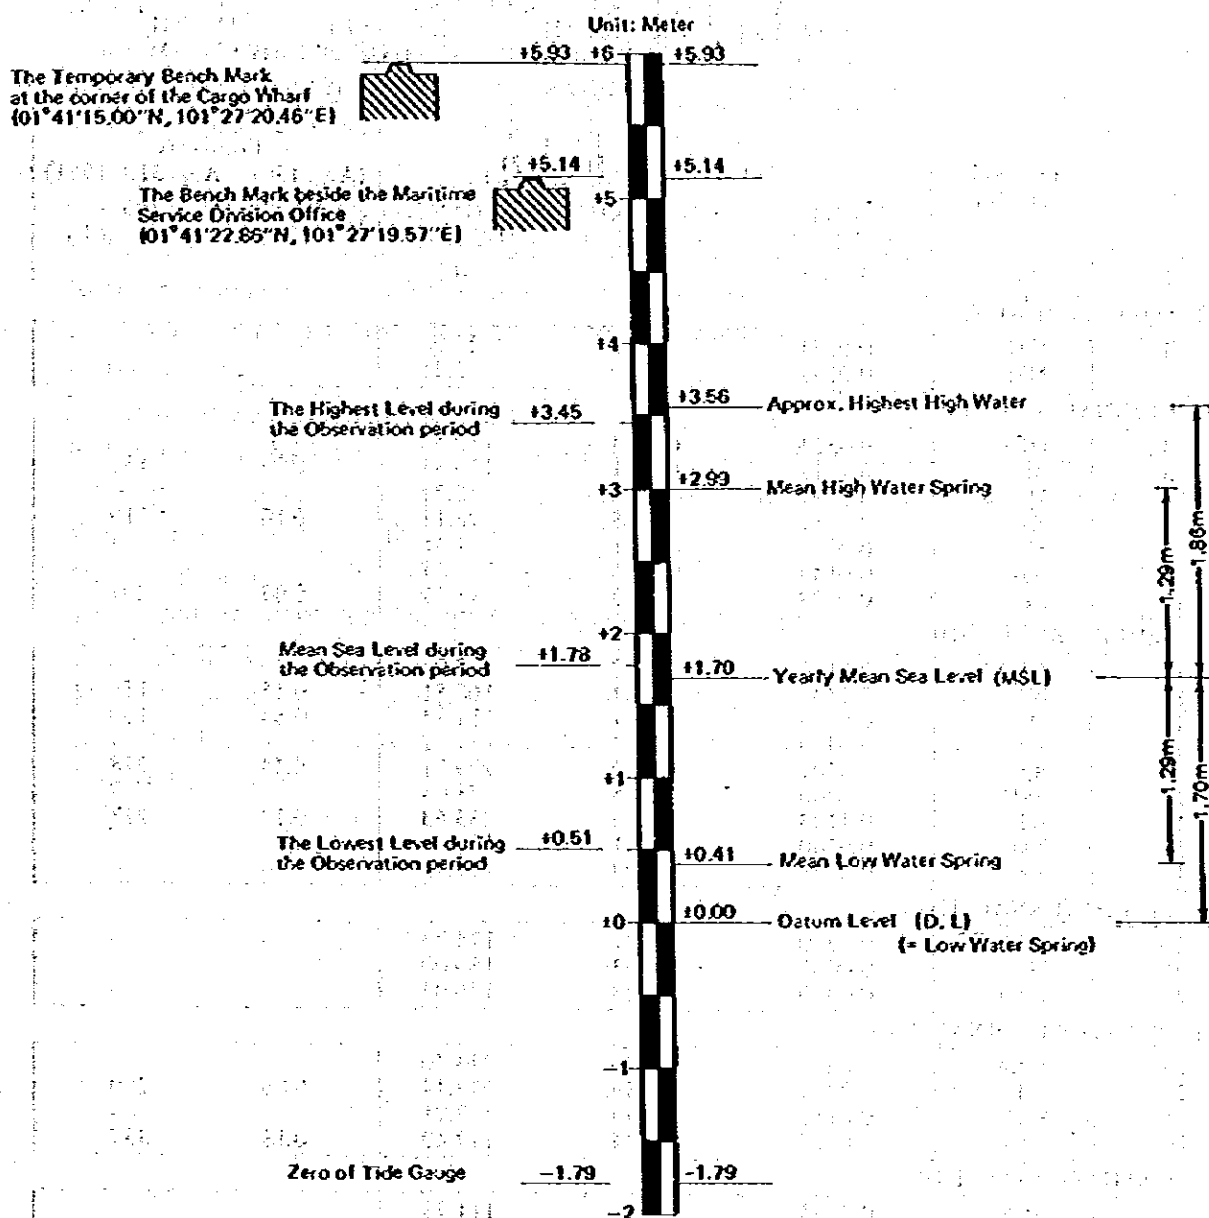 Unit: Meter
+5.93 +6 +5.93
The Temporary Bench Mark
at the corner of the Cargo Wharf
(01°41'15.00"N, 101°27'20.46"E)
+5.14 +5.14
The Bench Mark beside the Maritime
Service Division Office
(01°41'22.86"N, 101°27'19.57"E)
+5
+4
The Highest Level during
the Observation period
+3.45
+3.56 Approx. Highest High Water
+3
+2.99 Mean High Water Spring
1.29m
1.86m
+2
Mean Sea Level during
the Observation period
+1.78
+1.70 Yearly Mean Sea Level (MSL)
1.29m
1.70m
+1
The Lowest Level during
the Observation period
+0.51
+0.41 Mean Low Water Spring
±0
±0.00 Datum Level (D.L)
(= Low Water Spring)
-1
Zero of Tide Gauge -1.79 -1.79
-2